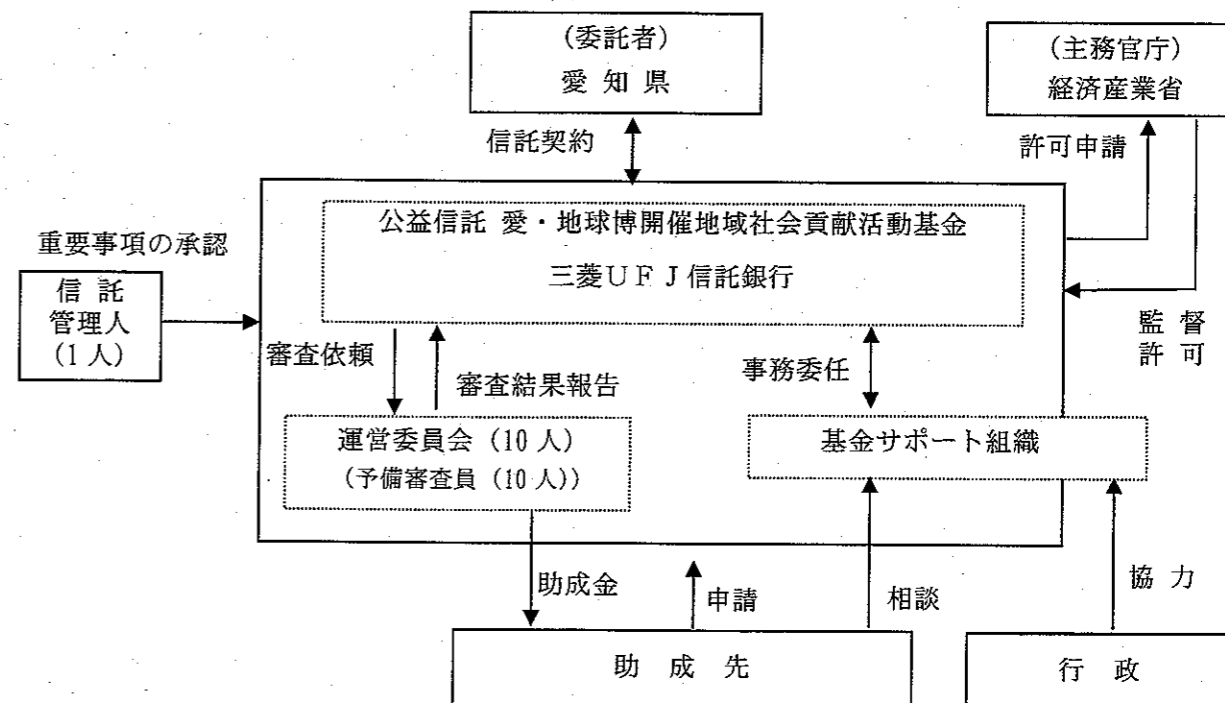 (委託者)
愛知県
(主務官庁)
経済産業省
信託契約
許可申請
公益信託 愛・地球博開催地域社会貢献活動基金
三菱UFJ信託銀行
重要事項の承認
信託
管理人
(1人)
監督
許可
審査依頼
審査結果報告
事務委任
運営委員会(10人)
(予備審査員(10人))
基金サポート組織
助成金
申請
相談
協力
助成先
行政